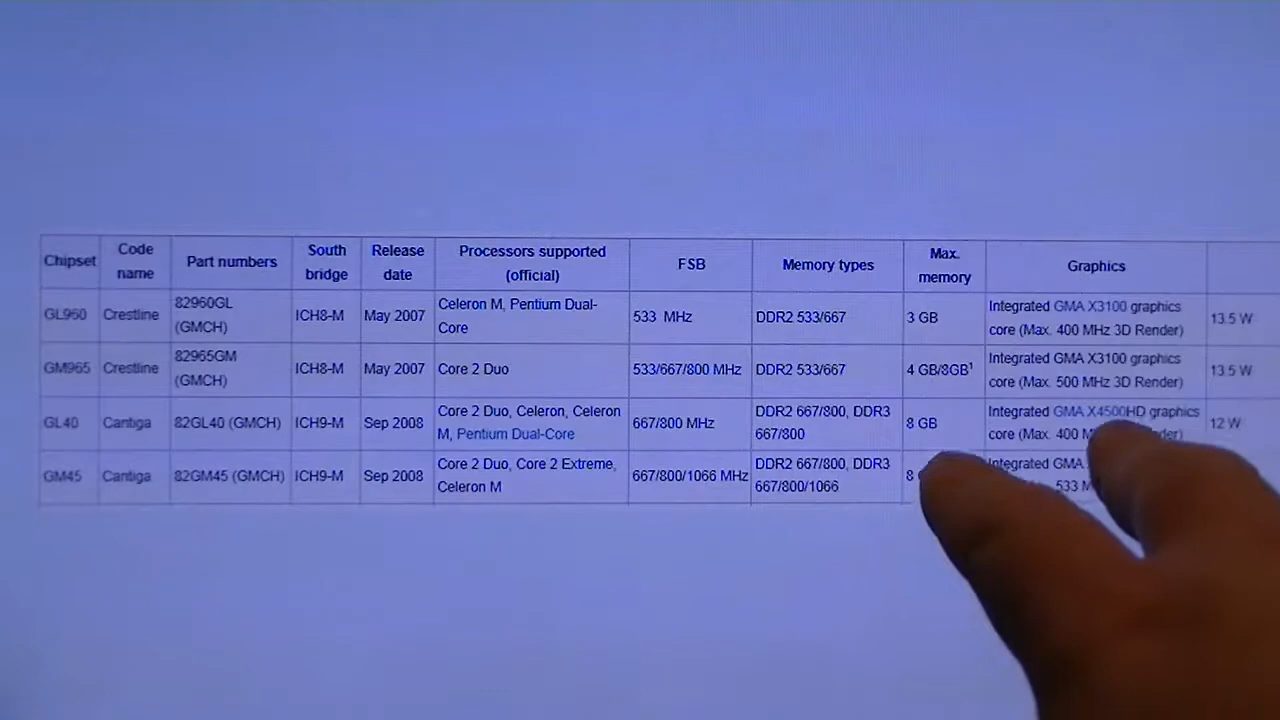 Chipset Code name Part numbers South bridge Release date Processors supported (official) FSB Memory types Max. memory Graphics
GL960 Crestline 82960GL (GMCH) ICH8-M May 2007 Celeron M, Pentium Dual-Core 533 MHz DDR2 533/667 3 GB Integrated GMA X3100 graphics core (Max. 400 MHz 3D Render) 13.5 W
GM965 Crestline 82965GM (GMCH) ICH8-M May 2007 Core 2 Duo 533/667/800 MHz DDR2 533/667 4 GB/8GB¹ Integrated GMA X3100 graphics core (Max. 500 MHz 3D Render) 13.5 W
GL40 Cantiga 82GL40 (GMCH) ICH9-M Sep 2008 Core 2 Duo, Celeron, Celeron M, Pentium Dual-Core 667/800 MHz DDR2 667/800, DDR3 667/800 8 GB Integrated GMA X4500HD graphics core (Max. 400 12 W
GM45 Cantiga 82GM45 (GMCH) ICH9-M Sep 2008 Core 2 Duo, Core 2 Extreme, Celeron M 667/800/1066 MHz DDR2 667/800, DDR3 667/800/1066 8 Integrated GMA 533